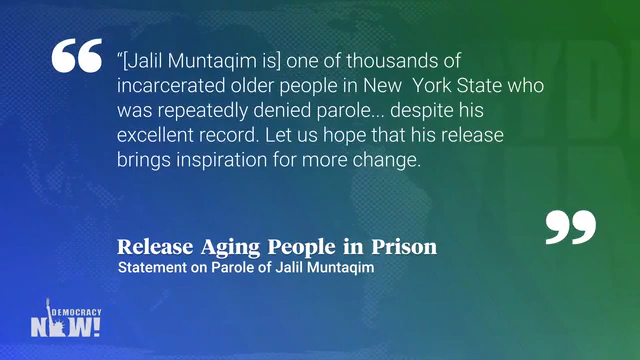 “
“[Jalil Muntaqim is] one of thousands of
incarcerated older people in New York State who
was repeatedly denied parole... despite his
excellent record. Let us hope that his release
brings inspiration for more change.
”
Release Aging People in Prison
Statement on Parole of Jalil Muntaqim
DEMOCRACY
NOW!